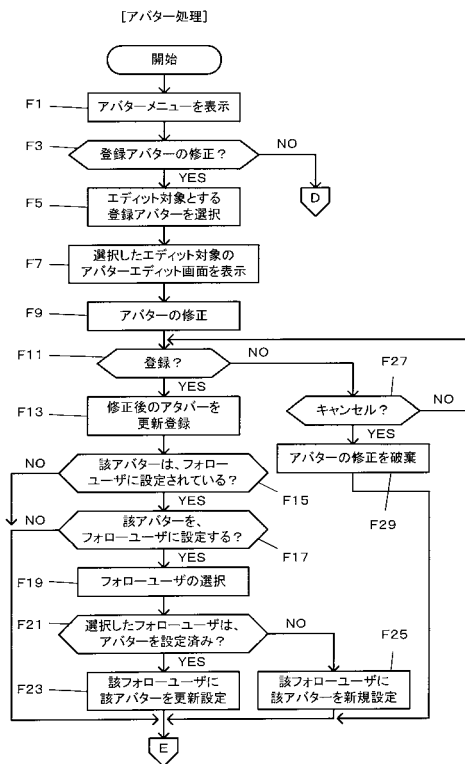 [アバター処理]
開始
F1
アバターメニューを表示
F3
登録アバターの修正？
NO
YES
D
F5
エディット対象とする
登録アバターを選択
F7
選択したエディット対象の
アバターエディット画面を表示
F9
アバターの修正
F11
登録？
NO
YES
F27
キャンセル？
NO
YES
F13
修正後のアタバーを
更新登録
アバターの修正を破棄
F29
NO
該アバターは、フォロー
ユーザに設定されている？
F15
YES
NO
該アバターを、
フォローユーザに設定する？
F17
YES
F19
フォローユーザの選択
F21
選択したフォローユーザは、
アバターを設定済み？
NO
YES
F25
F23
該フォローユーザに
該アバターを更新設定
該フォローユーザに
該アバターを新規設定
E